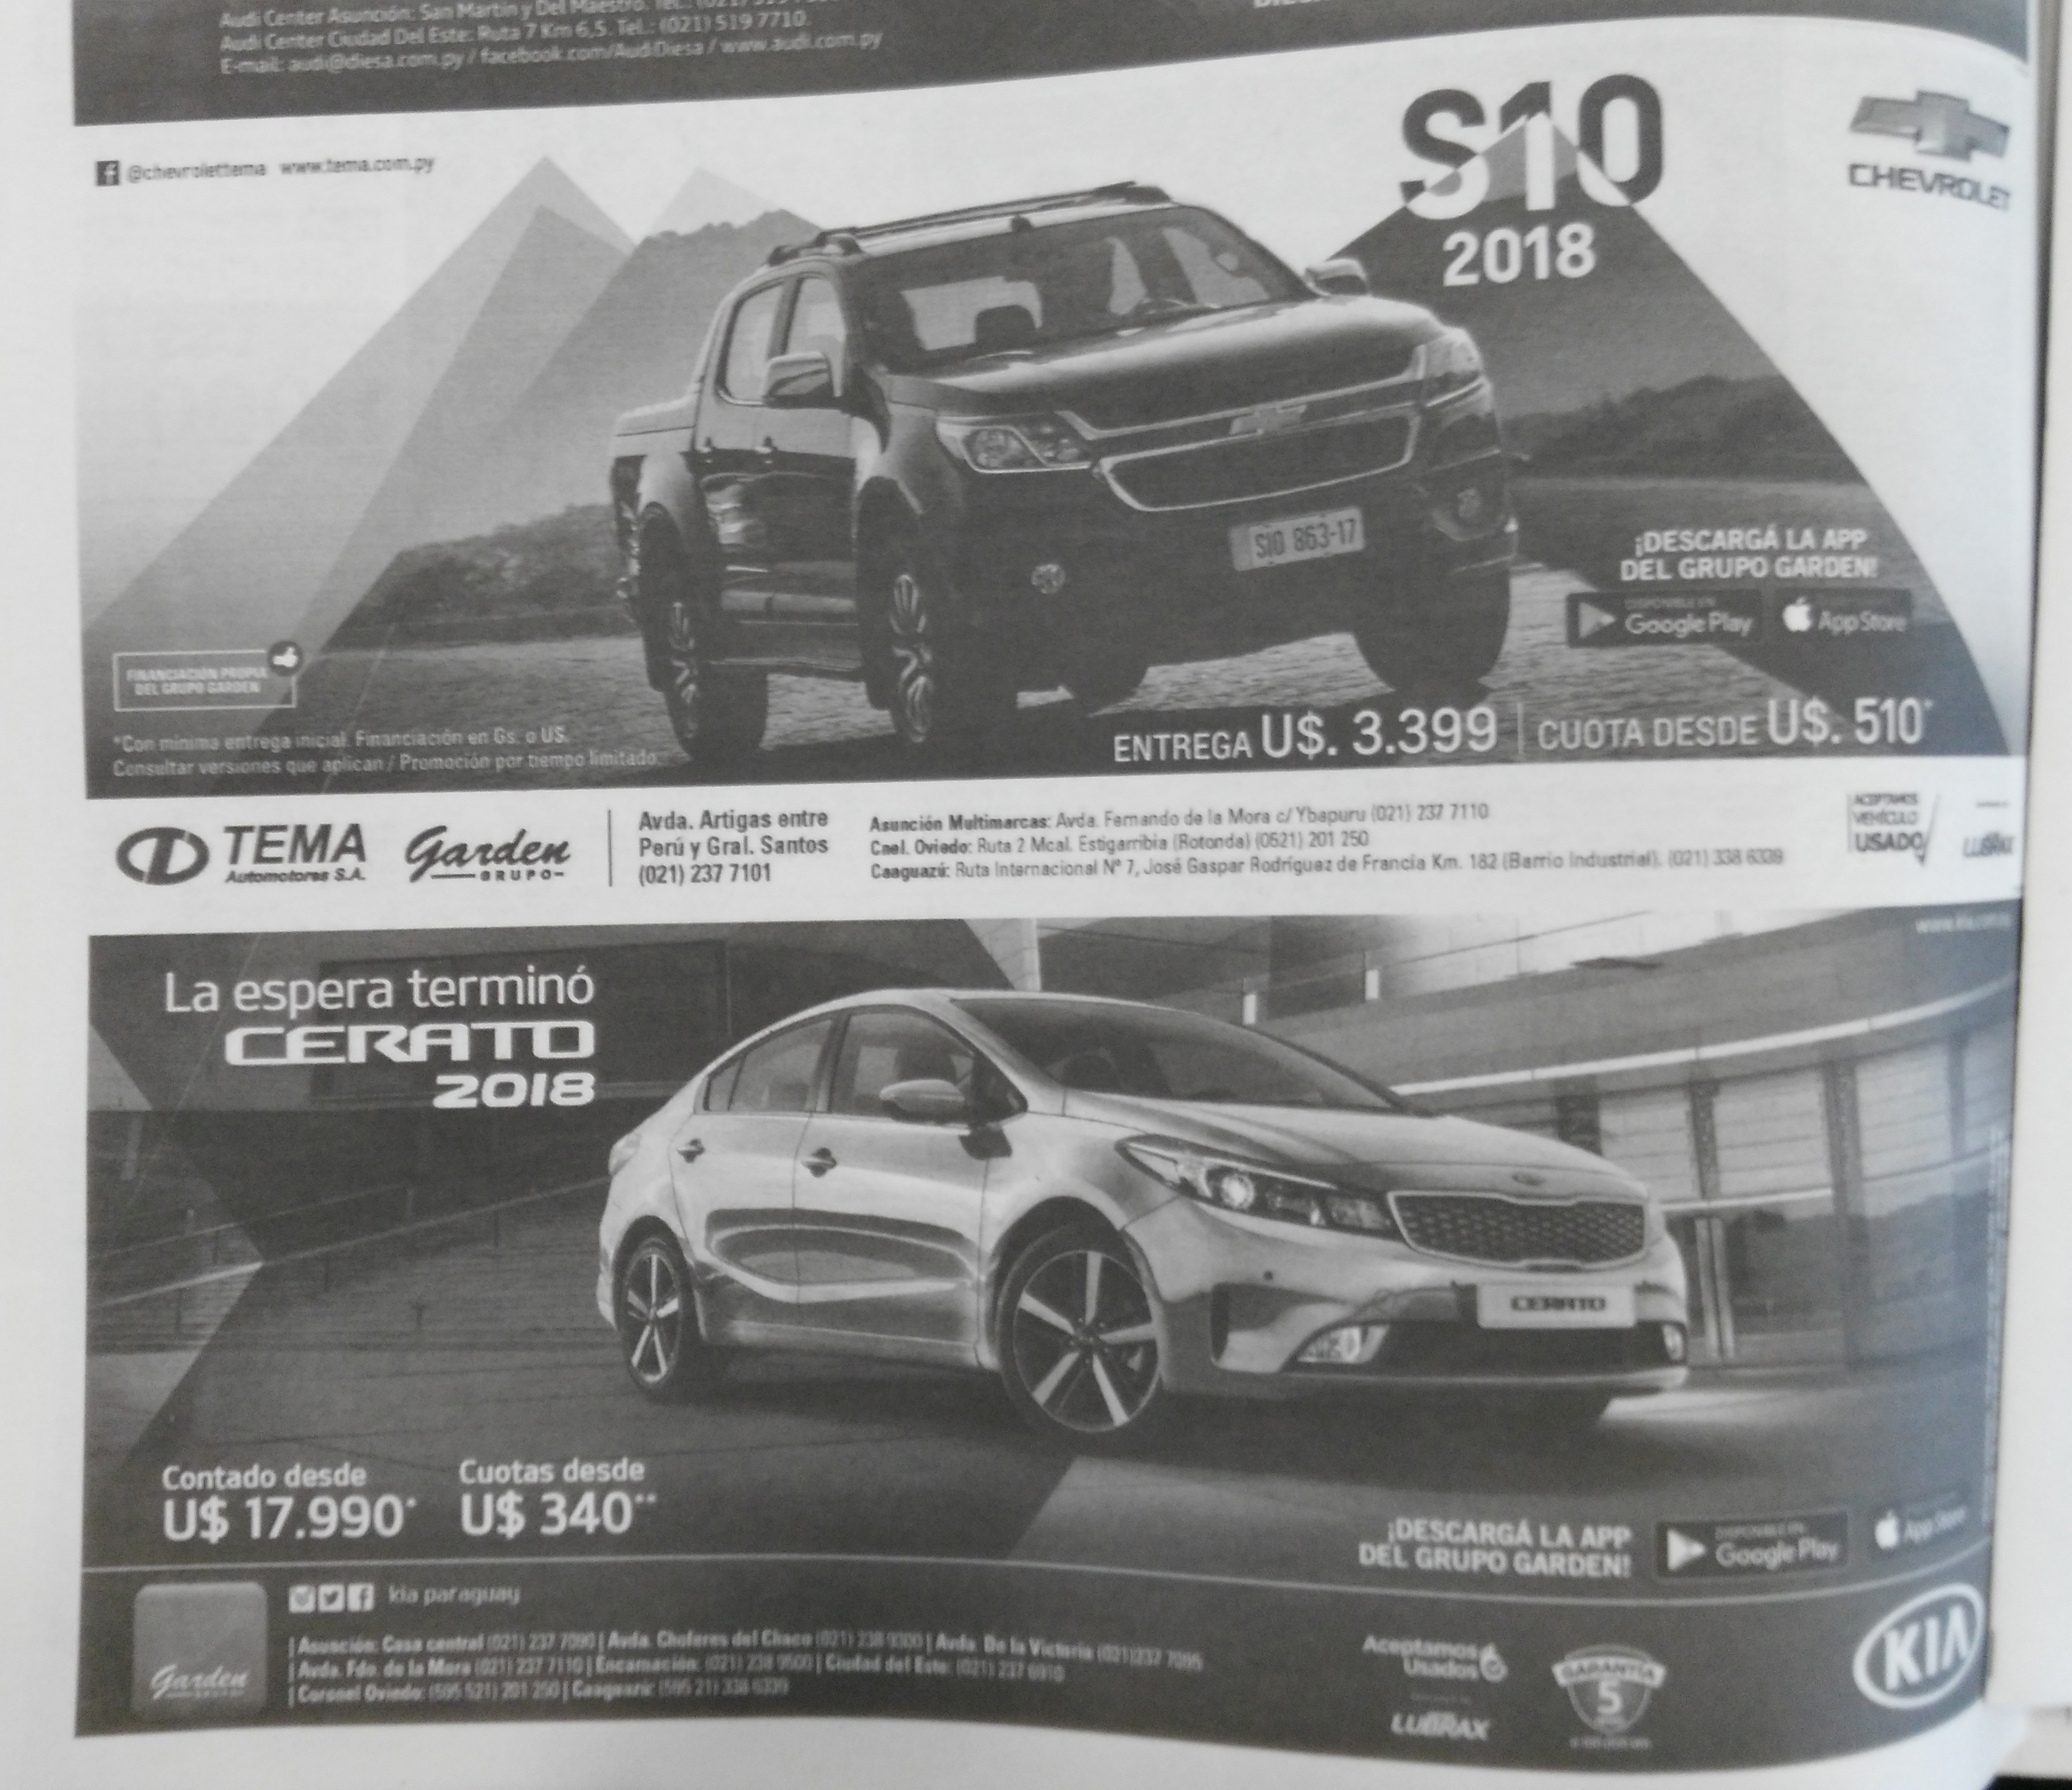 Audi Center Asunción: San Martín y Del Maestro. Tel.: (021)
Audi Center Ciudad Del Este: Ruta 7 Km 6,5. Tel.: (021) 519 7710.
E-mail: audi@diesa.com.py / facebook.com/AudiDiesa / www.audi.com.py
@chevrolettema www.tema.com.py
S10
2018
CHEVROLET
SIO 863-17
¡DESCARGÁ LA APP
DEL GRUPO GARDEN!
DISPONIBLE EN
Google Play
App Store
FINANCIACIÓN PROPIA
DEL GRUPO GARDEN
*Con mínima entrega inicial. Financiación en Gs. o US.
Consultar versiones que aplican / Promoción por tiempo limitado.
ENTREGA U$. 3.399 | CUOTA DESDE U$. 510*
TEMA
Automotores S.A.
Garden
GRUPO
Avda. Artigas entre
Perú y Gral. Santos
(021) 237 7101
Asunción Multimarcas: Avda. Fernando de la Mora c/ Ybapuru (021) 237 7110
Cnel. Oviedo: Ruta 2 Mcal. Estigarribia (Rotonda) (0521) 201 250
Caaguazú: Ruta Internacional Nº 7, José Gaspar Rodríguez de Francia Km. 182 (Barrio Industrial). (021) 338 6339
ACEPTAMOS
VEHÍCULO
USADO
LUBRAX
La espera terminó
CERATO
2018
CERATO
Contado desde
U$ 17.990*
Cuotas desde
U$ 340**
¡DESCARGÁ LA APP
DEL GRUPO GARDEN!
DISPONIBLE EN
Google Play
App Store
kia paraguay
Garden
| Asunción: Casa central (021) 237 7090 | Avda. Choferes del Chaco (021) 238 9300 | Avda. De la Victoria (021)237 7095
| Avda. Fdo. de la Mora (021) 237 7110 | Encarnación: (021) 238 9500 | Ciudad del Este: (021) 237 6910
| Coronel Oviedo: (595 521) 201 250 | Caaguazú: (595 21) 338 6339
Aceptamos
Usados
LUBRAX
GARANTÍA
5
KIA